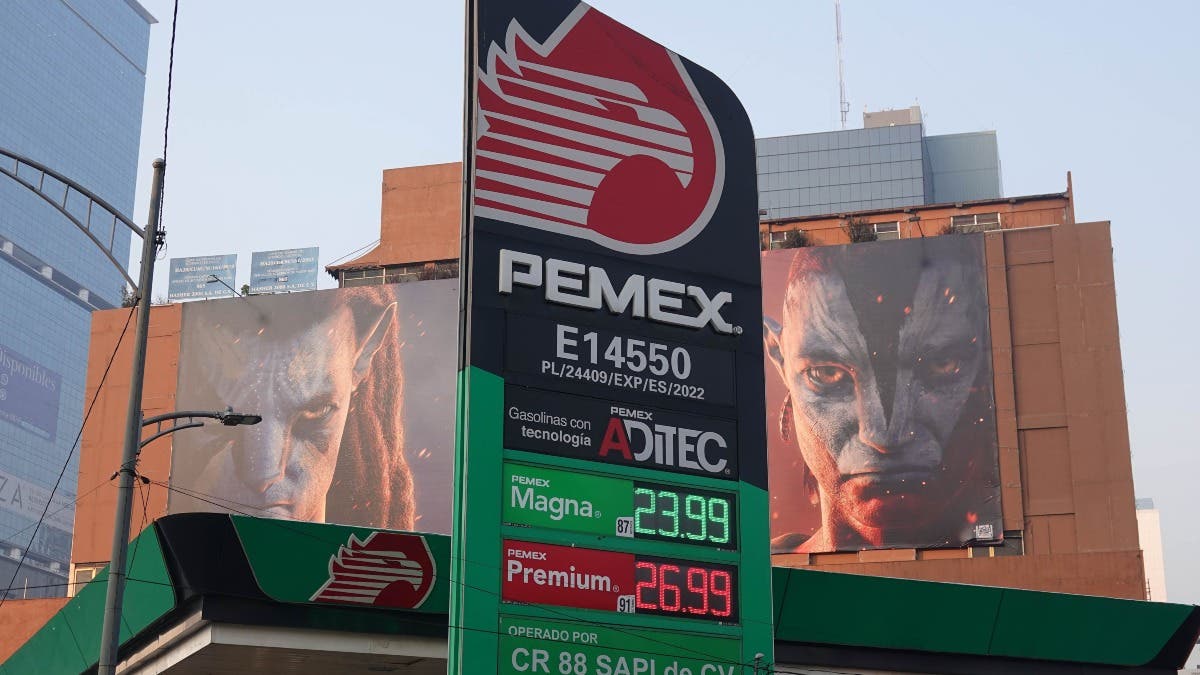 PEMEX
E14550
PL/24409/EXP/ES/2022
Gasolinas con
tecnología
PEMEX
ADITEC
PEMEX
Magna
87
23.99
PEMEX
Premium
91
26.99
OPERADO POR
CR 88 SAPI de CV
Disponibles